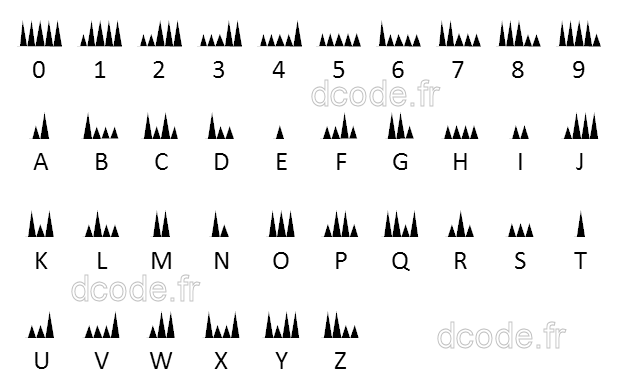 0 1 2 3 4 5 6 7 8 9
dcode.fr
A B C D E F G H I J
K L M N O P Q R S T
dcode.fr
dcode.fr
U V W X Y Z